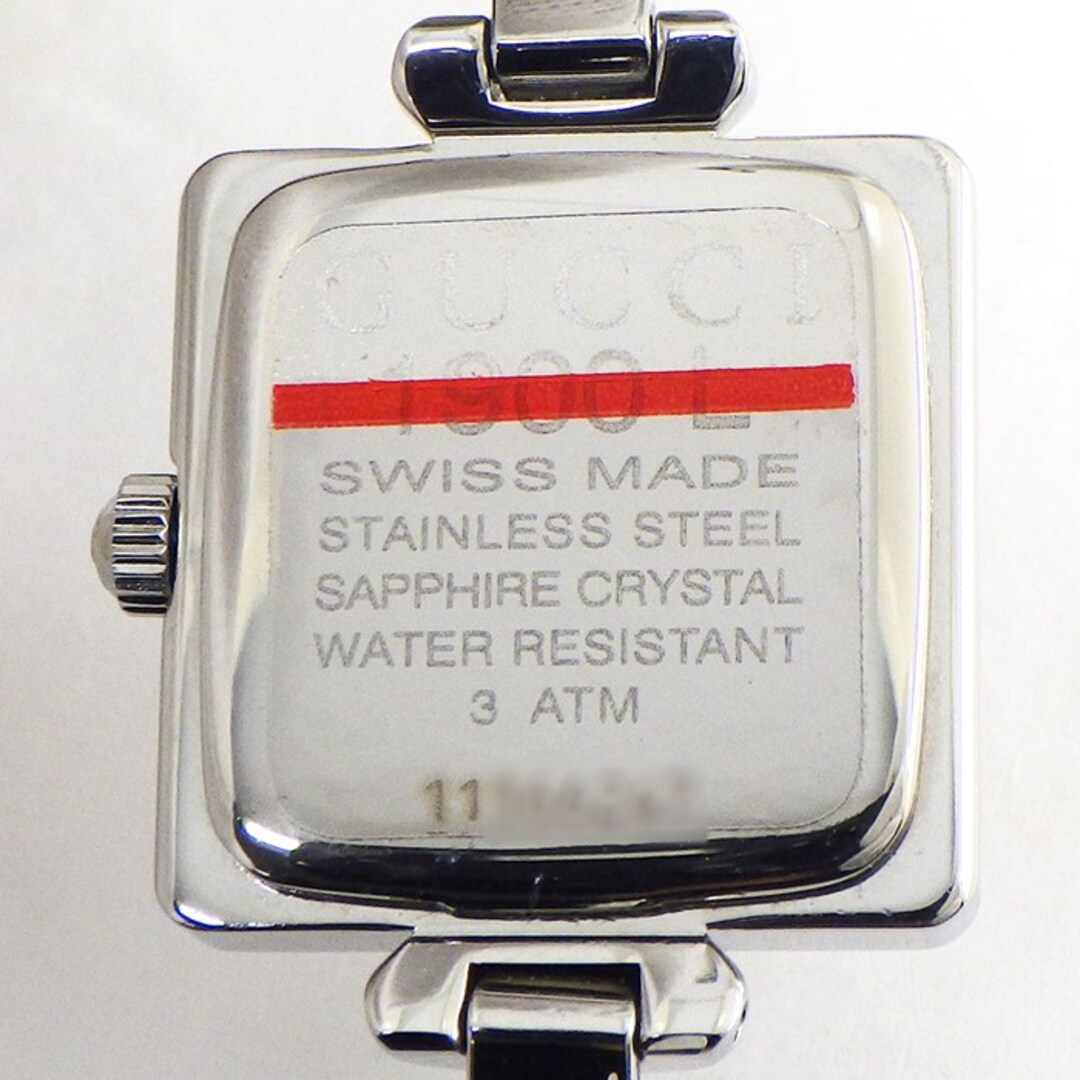 GUCCI
1900 L
SWISS MADE
STAINLESS STEEL
SAPPHIRE CRYSTAL
WATER RESISTANT
3 ATM